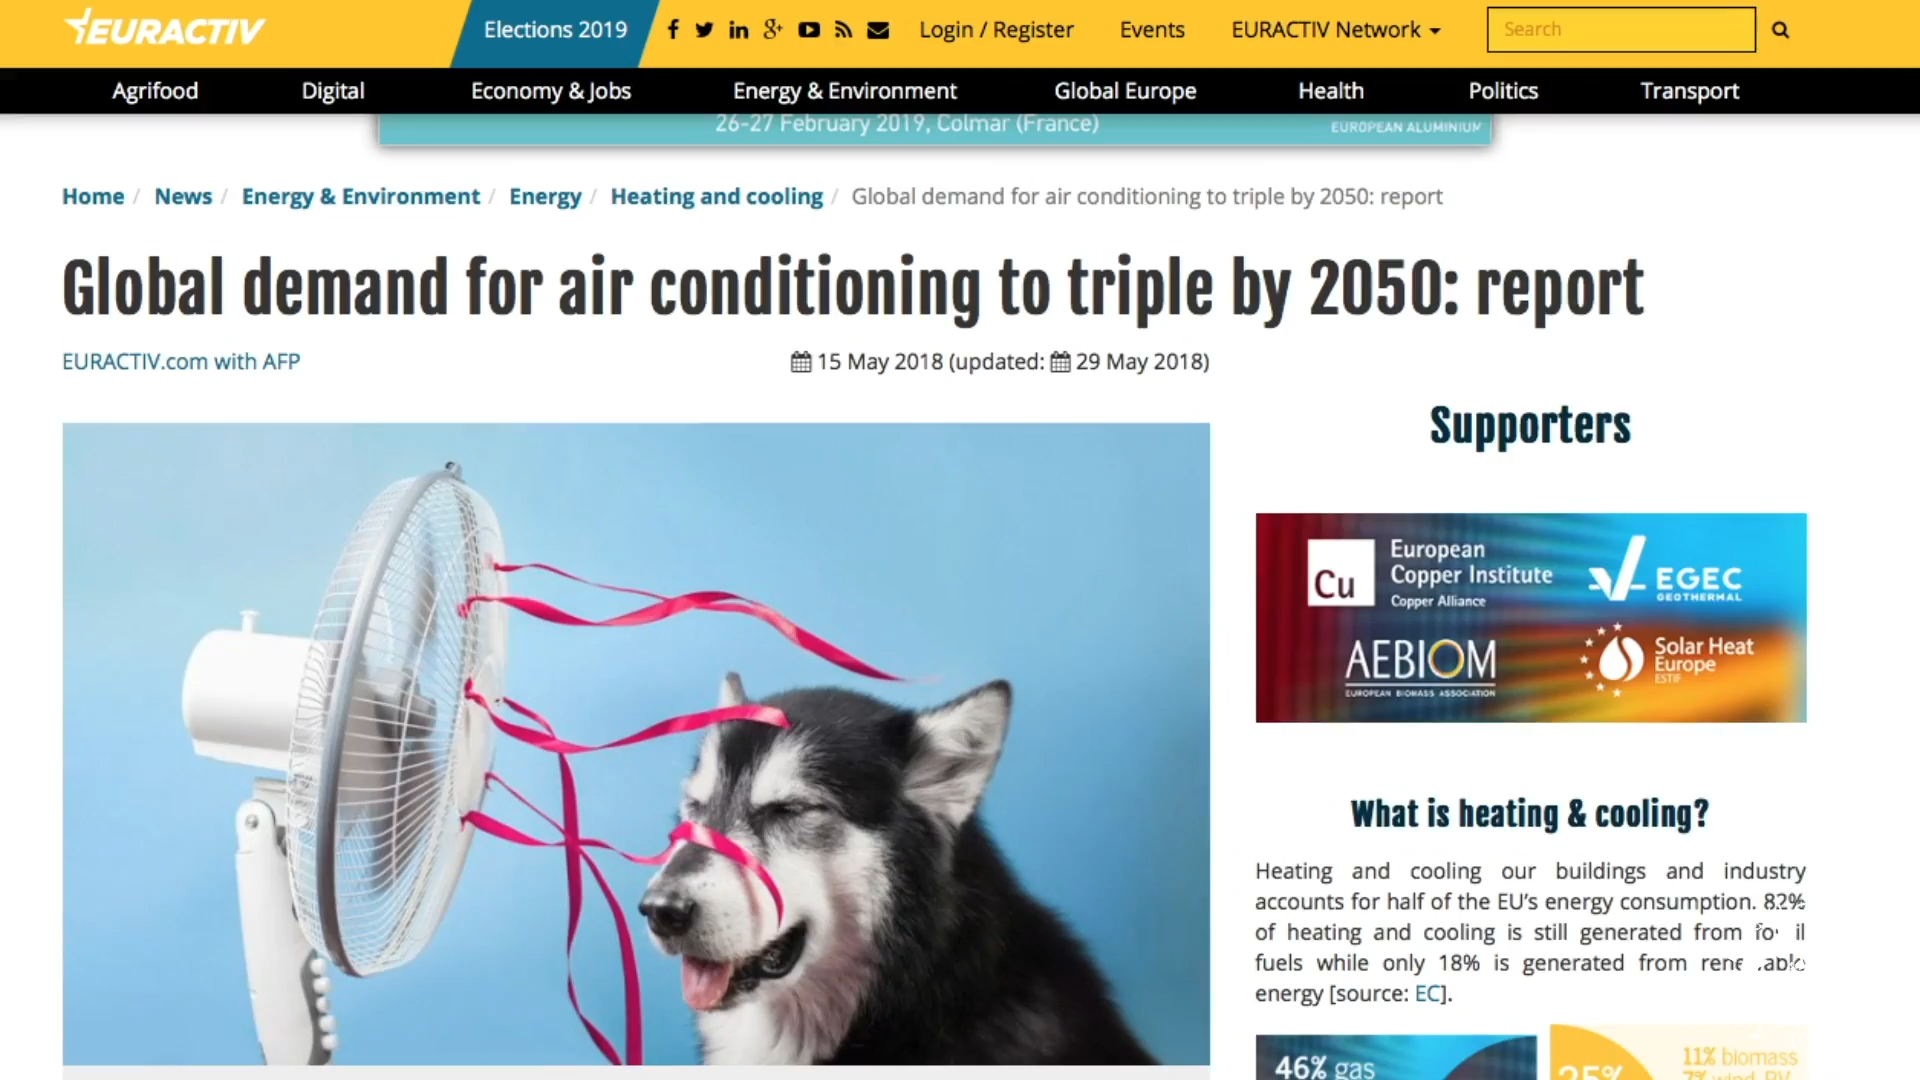 EURACTIV
Elections 2019
Login / Register
Events
EURACTIV Network
Search
Agrifood
Digital
Economy & Jobs
Energy & Environment
Global Europe
Health
Politics
Transport
26-27 February 2019, Colmar (France)
EUROPEAN ALUMINIUM
Home / News / Energy & Environment / Energy / Heating and cooling / Global demand for air conditioning to triple by 2050: report
Global demand for air conditioning to triple by 2050: report
EURACTIV.com with AFP
15 May 2018 (updated: 29 May 2018)
Supporters
Cu
European
Copper Institute
Copper Alliance
EGEC
GEOTHERMAL
AEBIOM
EUROPEAN BIOMASS ASSOCIATION
Solar Heat
Europe
ESTIF
What is heating & cooling?
Heating and cooling our buildings and industry
accounts for half of the EU's energy consumption. 82%
of heating and cooling is still generated from
fuels while only 18% is generated from
energy [source: EC].
46% gas
25%
11% biomass